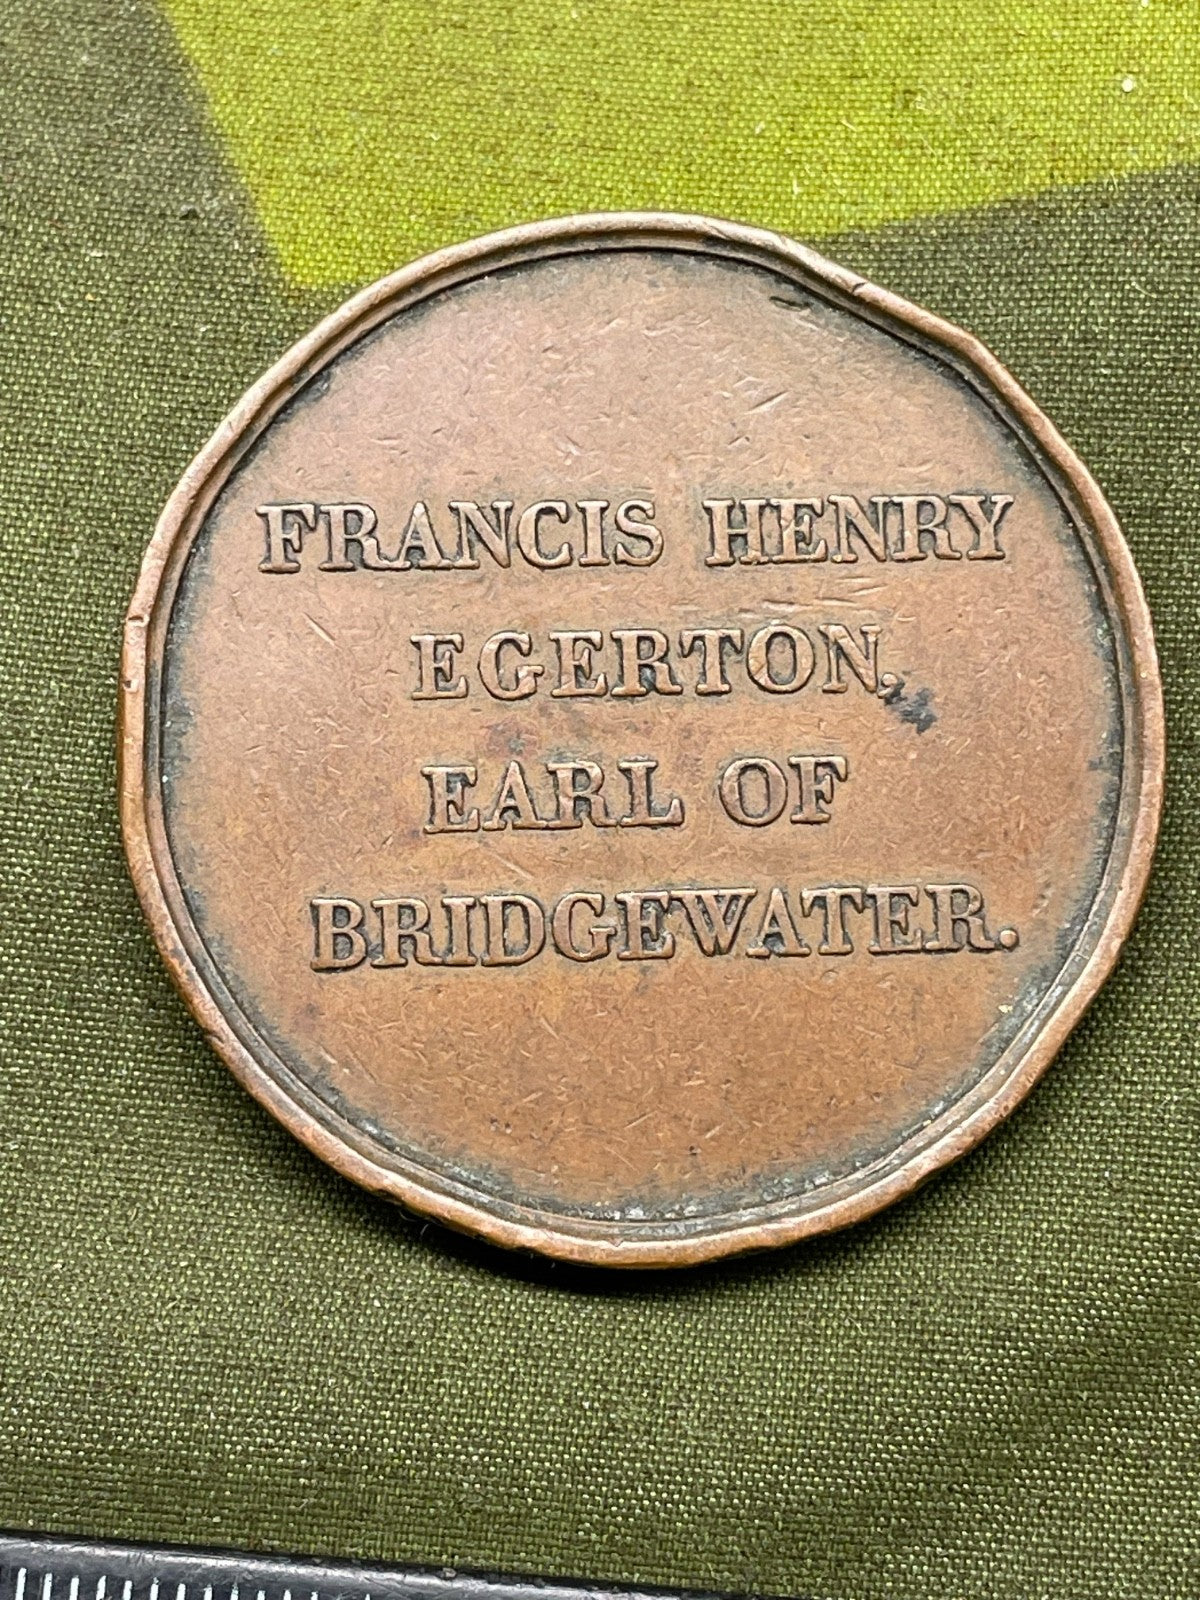 FRANCIS HENRY
EGERTON.
EARL OF
BRIDGEWATER.